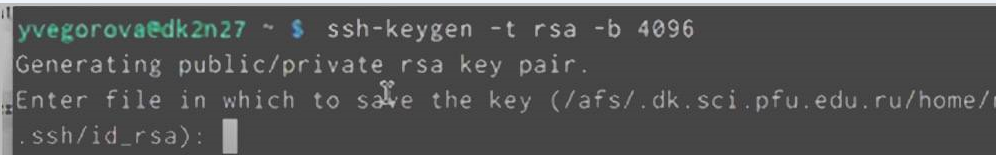 yvegorova@dk2n27 ~ $ ssh-keygen -t rsa -b 4096
Generating public/private rsa key pair.
Enter file in which to save the key (/afs/.dk.sci.pfu.edu.ru/home/
.ssh/id_rsa):